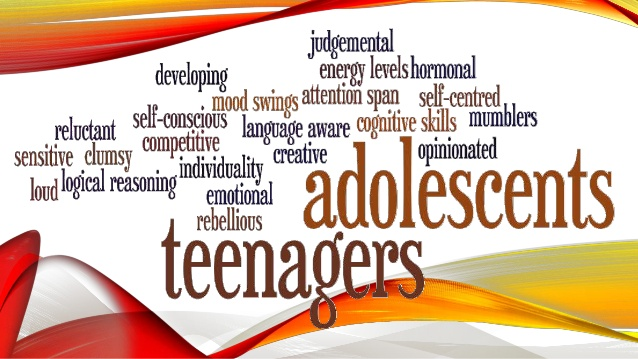 judgemental
developing energy levels hormonal
mood swings attention span self-centred
reluctant self-conscious language aware cognitive skills mumblers
sensitive clumsy competitive creative opinionated
loud logical reasoning individuality adolescents
emotional
rebellious
teenagers